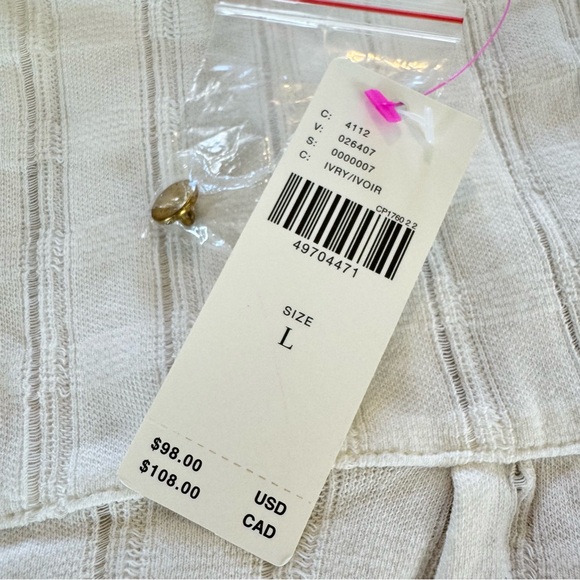 C: 4112
V: 026407
S: 0000007
C: IVRY/IVOIR
CP1760 2 2
49704471
SIZE
L
$98.00 USD
$108.00 CAD